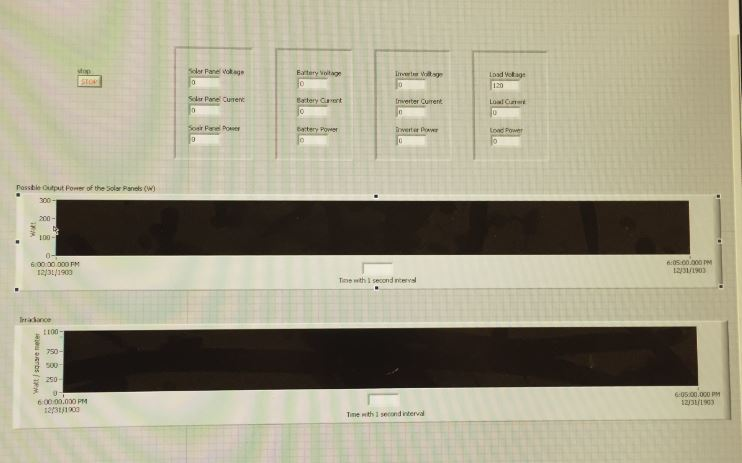 stop
STOP
Solar Panel Voltage
0
Solar Panel Current
0
Soalr Panel Power
0
Battery Voltage
0
Battery Current
0
Battery Power
0
Inverter Voltage
0
Inverter Current
0
Inverter Power
0
Load Voltage
120
Load Current
0
Load Power
0
Possible Output Power of the Solar Panels (W)
Watt
300
200
100
0
6:00:00.000 PM
12/31/1903
6:05:00.000 PM
12/31/1903
Time with 1 second interval
Irradiance
Watt / square meter
1100
750
500
250
0
6:00:00.000 PM
12/31/1903
6:05:00.000 PM
12/31/1903
Time with 1 second interval